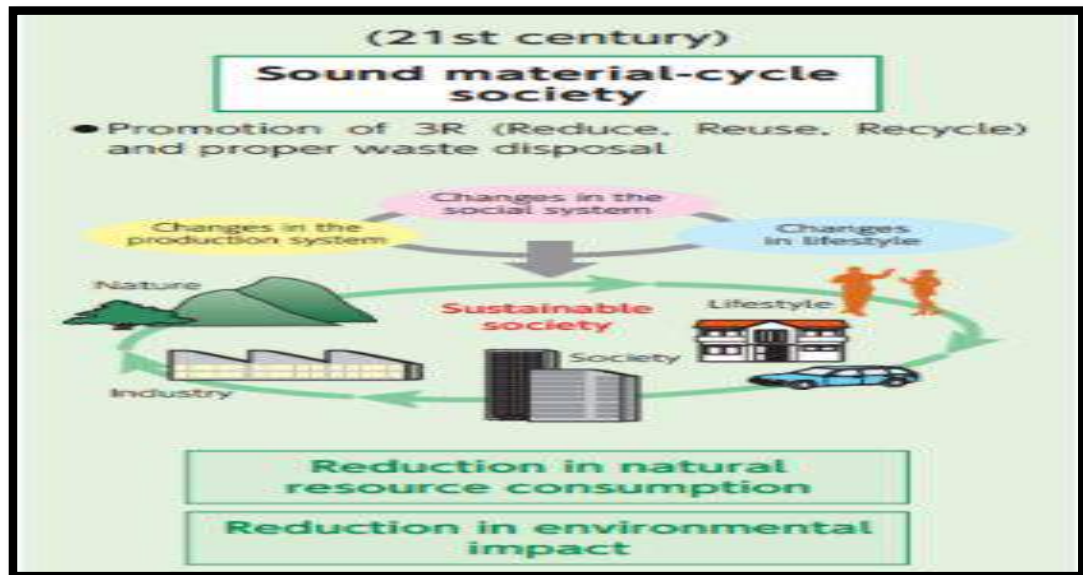 (21st century)
Sound material-cycle
society
● Promotion of 3R (Reduce, Reuse, Recycle)
and proper waste disposal
Changes in the
social system
Changes in the
production system
Changes
in lifestyle
Nature
Sustainable
society
Lifestyle
Society
Industry
Reduction in natural
resource consumption
Reduction in environmental
impact